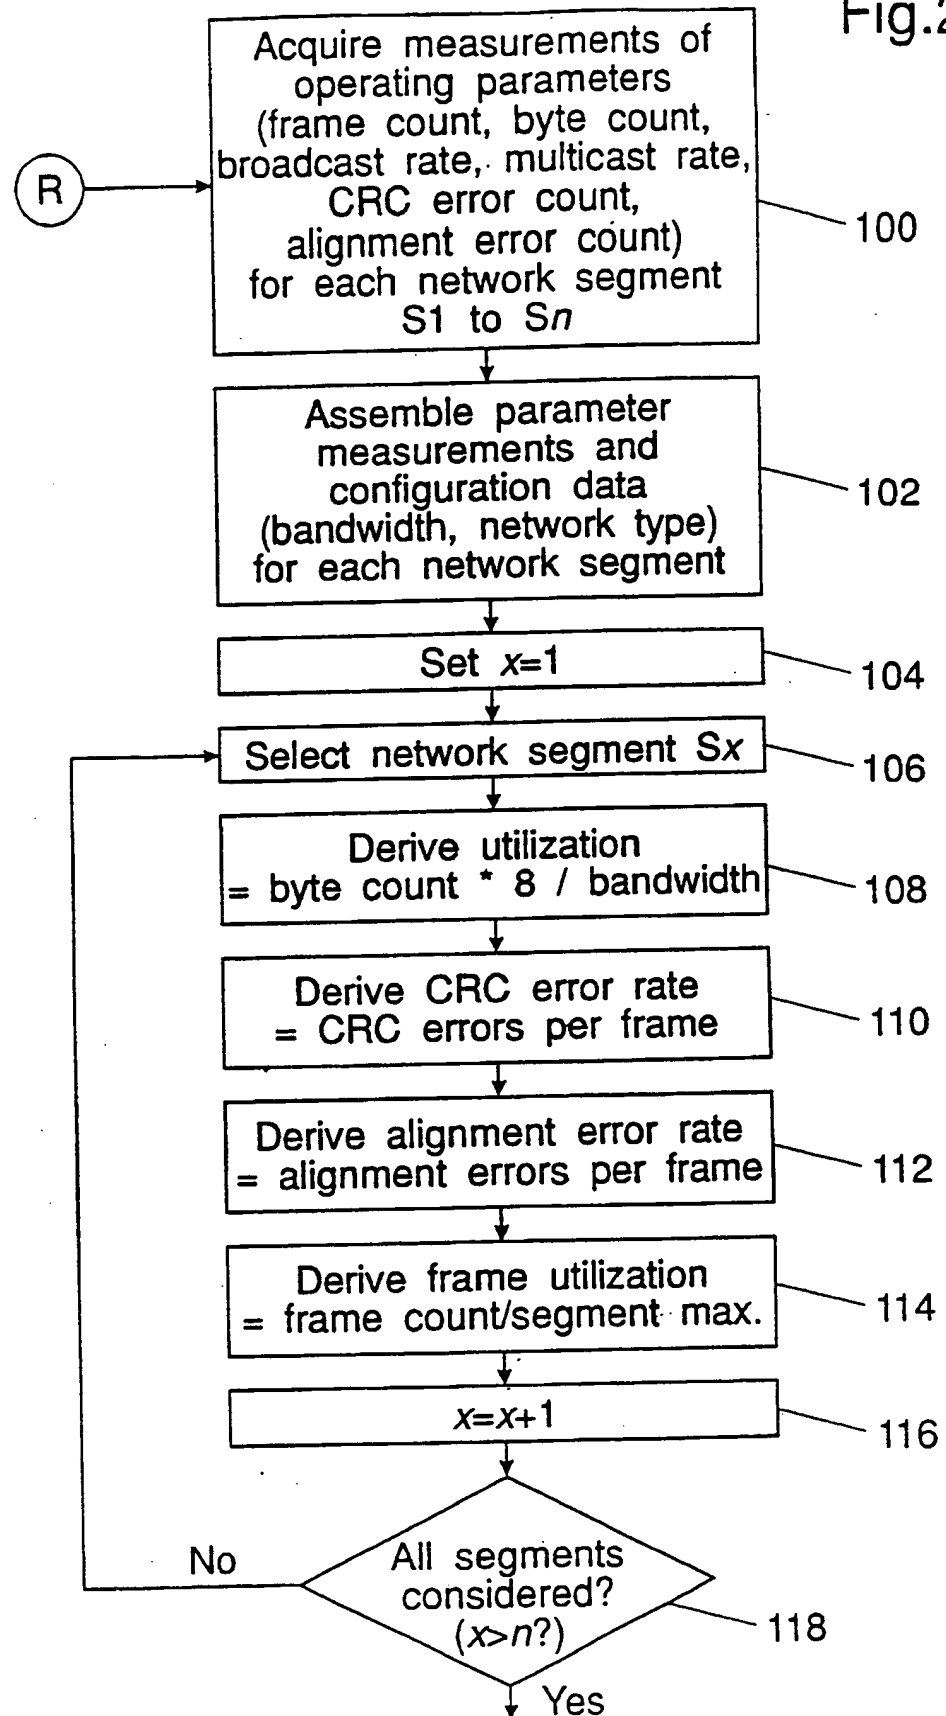 Fig.2
Acquire measurements of
operating parameters
(frame count, byte count,
broadcast rate, multicast rate,
CRC error count,
alignment error count)
for each network segment
S1 to Sn
R
100
Assemble parameter
measurements and
configuration data
(bandwidth, network type)
for each network segment
102
Set x=1
104
Select network segment Sx
106
Derive utilization
= byte count * 8 / bandwidth
108
Derive CRC error rate
= CRC errors per frame
110
Derive alignment error rate
= alignment errors per frame
112
Derive frame utilization
= frame count/segment max.
114
x=x+1
116
No
All segments
considered?
(x>n?)
118
Yes